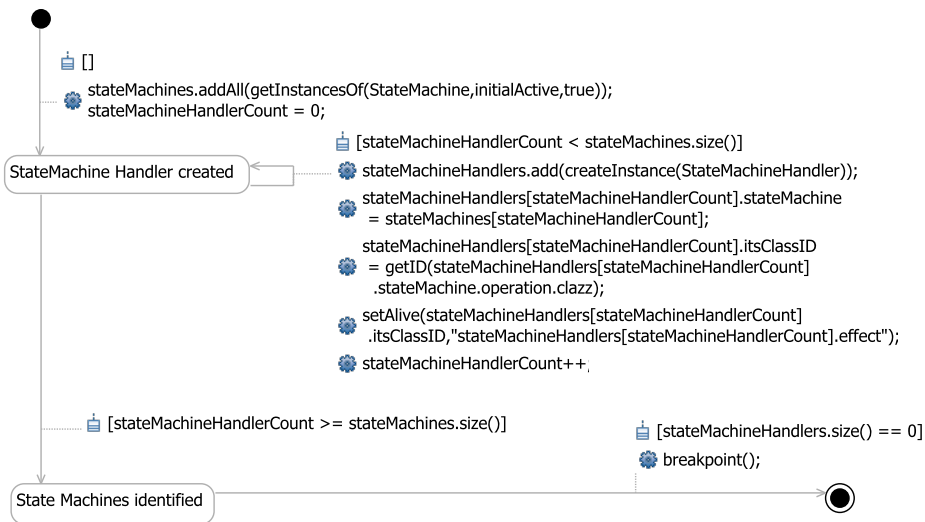 []
stateMachines.addAll(getInstancesOf(StateMachine,initialActive,true));
stateMachineHandlerCount = 0;
[stateMachineHandlerCount < stateMachines.size()]
StateMachine Handler created
stateMachineHandlers.add(createInstance(StateMachineHandler));
stateMachineHandlers[stateMachineHandlerCount].stateMachine
= stateMachines[stateMachineHandlerCount];
stateMachineHandlers[stateMachineHandlerCount].itsClassID
= getID(stateMachineHandlers[stateMachineHandlerCount]
.stateMachine.operation.clazz);
setAlive(stateMachineHandlers[stateMachineHandlerCount]
.itsClassID,"stateMachineHandlers[stateMachineHandlerCount].effect");
stateMachineHandlerCount++;
[stateMachineHandlerCount >= stateMachines.size()]
[stateMachineHandlers.size() == 0]
breakpoint();
State Machines identified